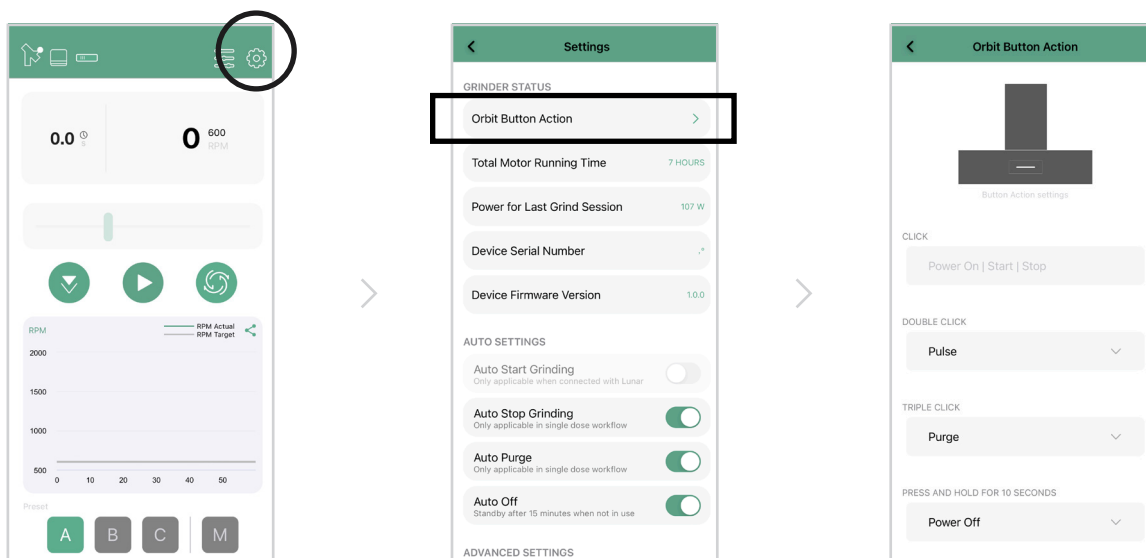 0.0 s
0 600
RPM
RPM
RPM Actual
RPM Target
2000
1500
1000
500
0 10 20 30 40 50
Preset
A B C M
Settings
GRINDER STATUS
Orbit Button Action
Total Motor Running Time 7 HOURS
Power for Last Grind Session 107 W
Device Serial Number
Device Firmware Version 1.0.0
AUTO SETTINGS
Auto Start Grinding
Only applicable when connected with Lunar
Auto Stop Grinding
Only applicable in single dose workflow
Auto Purge
Only applicable in single dose workflow
Auto Off
Standby after 15 minutes when not in use
ADVANCED SETTINGS
Orbit Button Action
Button Action settings
CLICK
Power On | Start | Stop
DOUBLE CLICK
Pulse
TRIPLE CLICK
Purge
PRESS AND HOLD FOR 10 SECONDS
Power Off